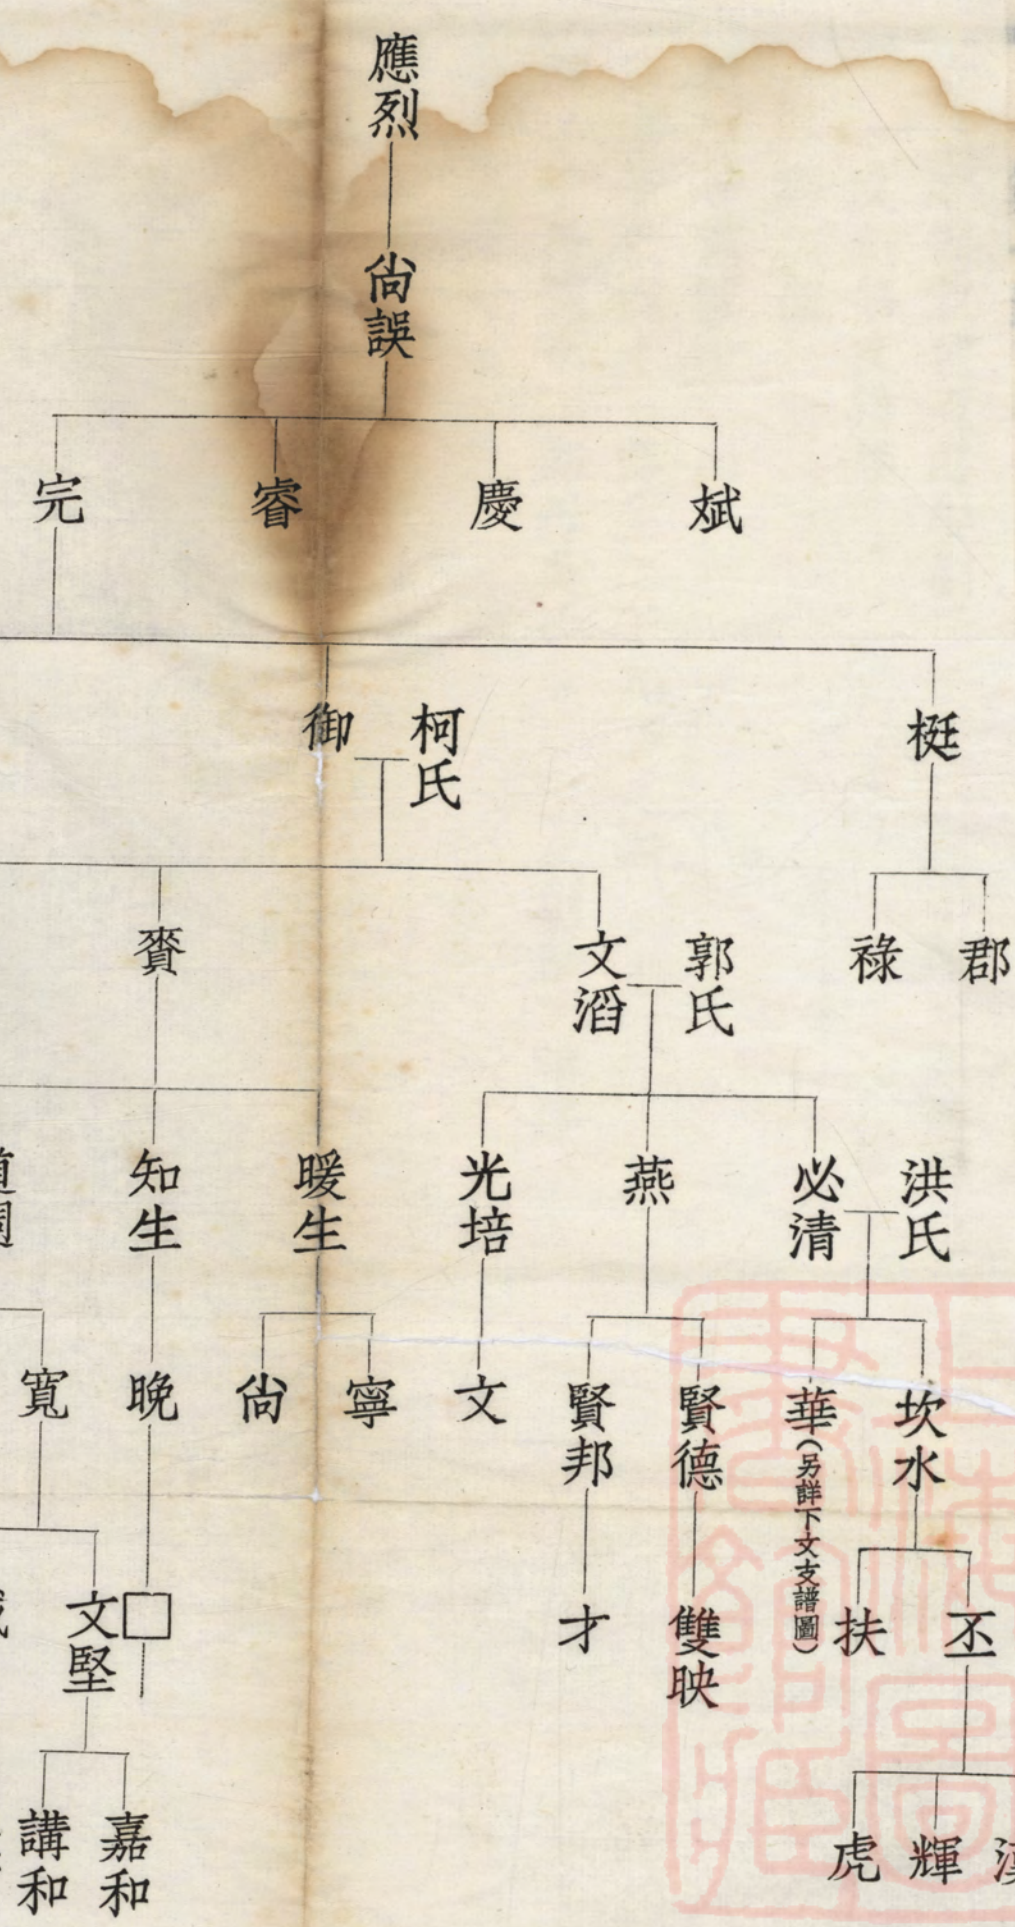 應烈
尙誤
斌
慶
睿
完
梃
柯氏
御
郡
祿
郭氏
文滔
賚
洪氏
必清
燕
光培
暖生
知生
坎水
華（另詳下文支譜圖）
賢德
賢邦
文
寧
尙
晚
寬
丕
扶
雙映
才
□
文堅
輝
虎
嘉和
講和